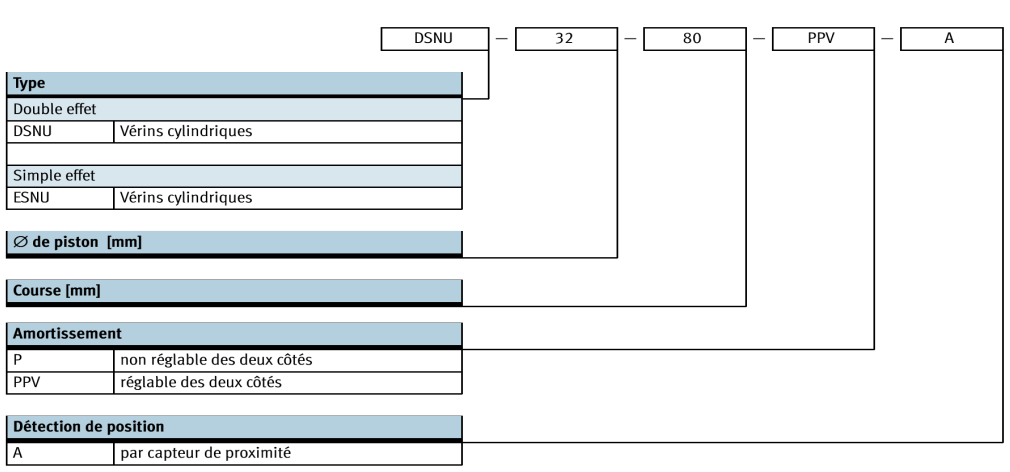 DSNU — 32 — 80 — PPV — A
Type
Double effet
DSNU Vérins cylindriques
Simple effet
ESNU Vérins cylindriques
∅ de piston [mm]
Course [mm]
Amortissement
P non réglable des deux côtés
PPV réglable des deux côtés
Détection de position
A par capteur de proximité